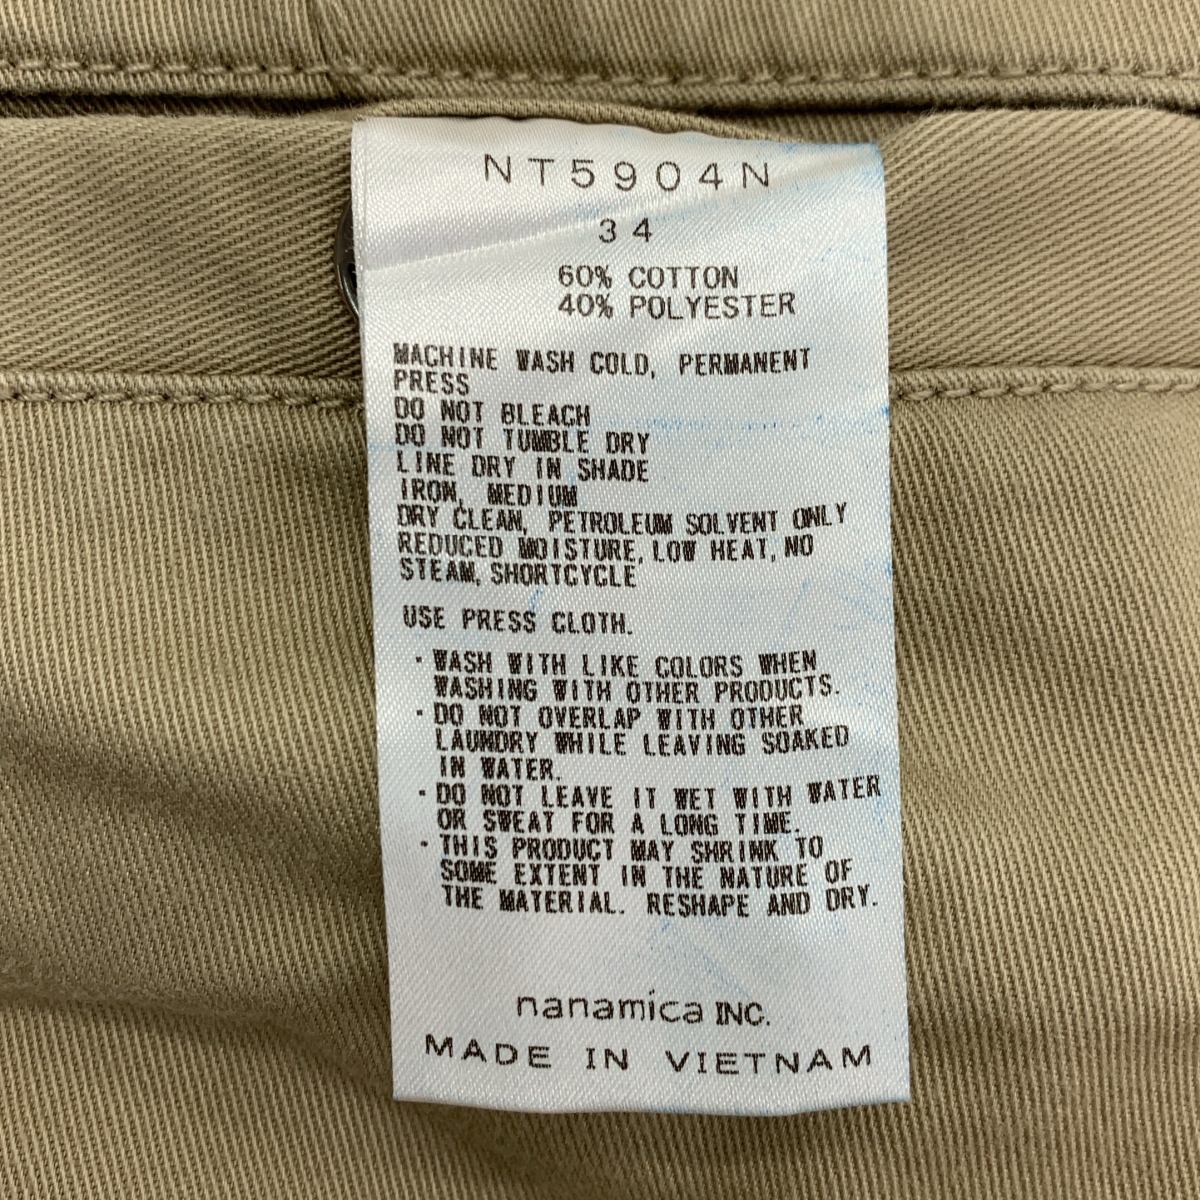 NT5904N
34
60% COTTON
40% POLYESTER
MACHINE WASH COLD, PERMANENT
PRESS
DO NOT BLEACH
DO NOT TUMBLE DRY
LINE DRY IN SHADE
IRON, MEDIUM
DRY CLEAN, PETROLEUM SOLVENT ONLY
REDUCED MOISTURE, LOW HEAT, NO
STEAM, SHORTCYCLE
USE PRESS CLOTH.
・WASH WITH LIKE COLORS WHEN
WASHING WITH OTHER PRODUCTS.
・DO NOT OVERLAP WITH OTHER
LAUNDRY WHILE LEAVING SOAKED
IN WATER.
・DO NOT LEAVE IT WET WITH WATER
OR SWEAT FOR A LONG TIME.
・THIS PRODUCT MAY SHRINK TO
SOME EXTENT IN THE NATURE OF
THE MATERIAL. RESHAPE AND DRY.
nanamica INC.
MADE IN VIETNAM